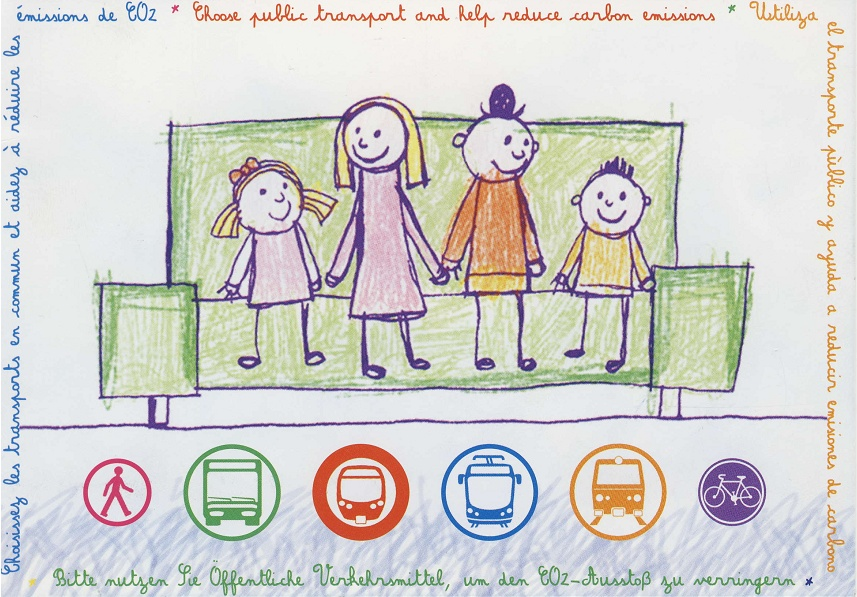 Choisissez les transports en commun et aidez à réduire les
émissions de CO2 * Choose public transport and help reduce carbon emissions * Ustiliza
el transporte pùblico y ayuda a reducir emisiones de carbono
* Bitte nutzen Sie Öffentliche Verkehrsmittel, um den CO2-Ausstoß zu verringern *